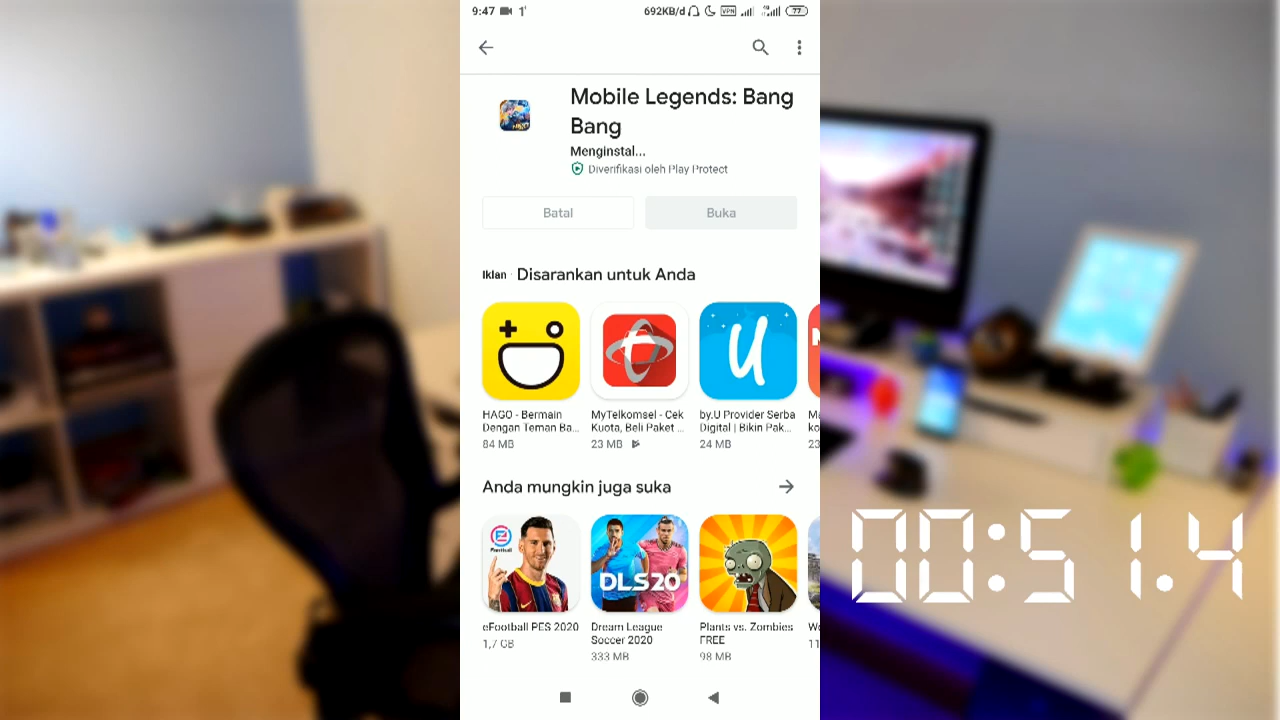 9:47
692KB/d VPN 77
Mobile Legends: Bang
Bang
Menginstal...
Diverifikasi oleh Play Protect
Batal
Buka
Iklan · Disarankan untuk Anda
HAGO - Bermain
Dengan Teman Ba...
84 MB
MyTelkomsel - Cek
Kuota, Beli Paket ...
23 MB
by.U Provider Serba
Digital | Bikin Pak...
24 MB
Anda mungkin juga suka
eFootball PES 2020
1,7 GB
DLS20
Dream League
Soccer 2020
333 MB
Plants vs. Zombies
FREE
98 MB
00:51.4